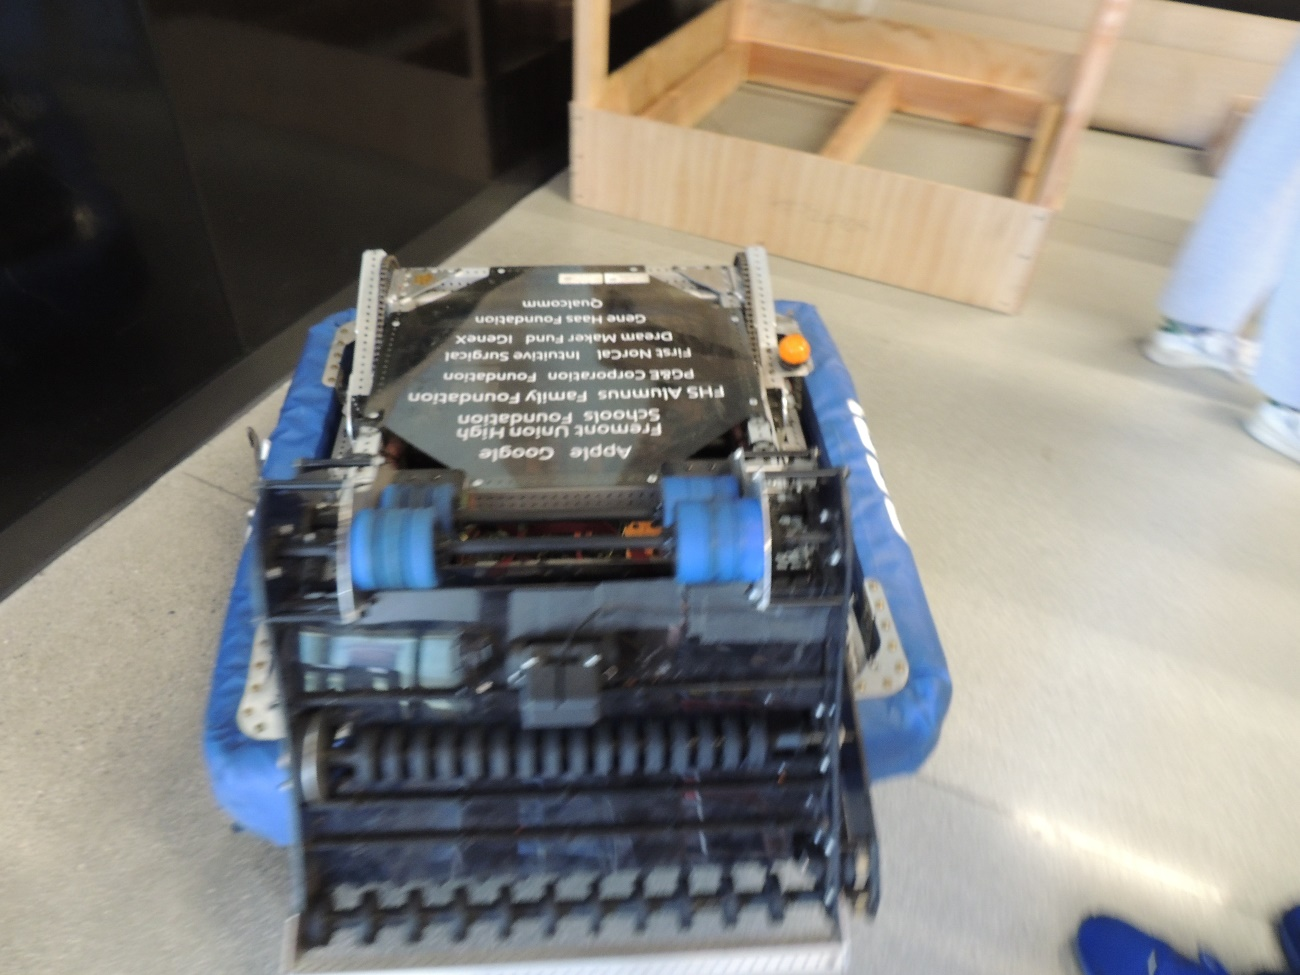 Apple Google
Fremont Union High
Schools Foundation
FHS Alumnus Family Foundation
PG&E Corporation Foundation
First NorCal Intuitive Surgical
Dream Maker Fund iGeneX
Gene Haas Foundation
Qualcomm